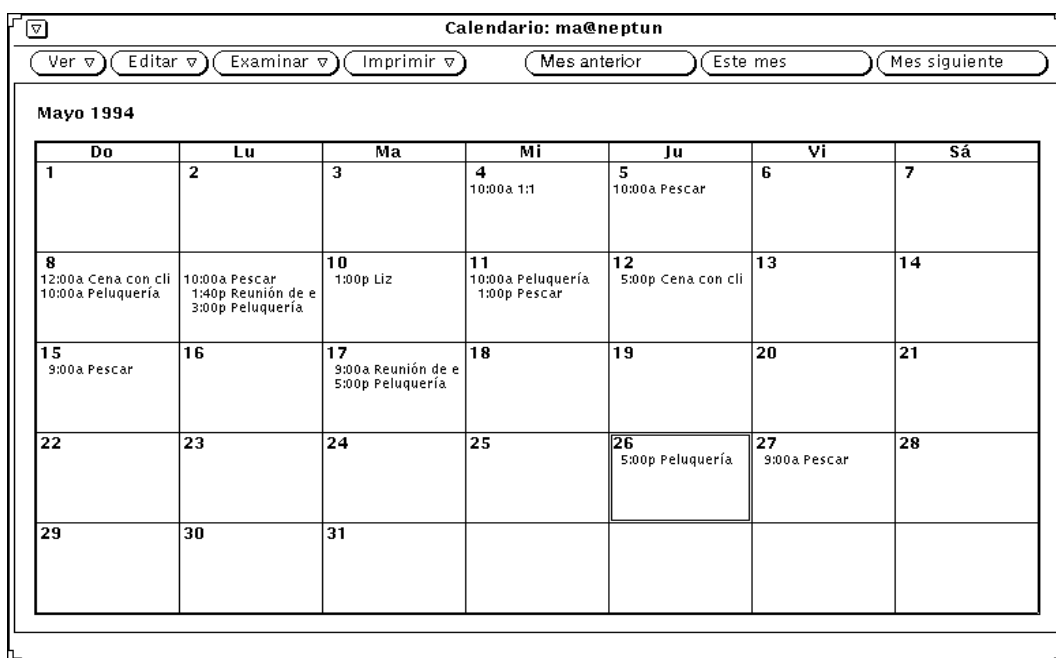 Calendario: ma@neptun
Ver Editar Examinar Imprimir Mes anterior Este mes Mes siguiente
Mayo 1994
Do Lu Ma Mi Ju Vi Sá
1 2 3 4 5 6 7
10:00a 1:1 10:00a Pescar
8 10 11 12 13 14
12:00a Cena con cli 10:00a Pescar 1:00p Liz 10:00a Peluquería 5:00p Cena con cli
10:00a Peluquería 1:40p Reunión de e 1:00p Pescar
3:00p Peluquería
15 16 17 18 19 20 21
9:00a Pescar 9:00a Reunión de e
5:00p Peluquería
22 23 24 25 26 27 28
5:00p Peluquería 9:00a Pescar
29 30 31